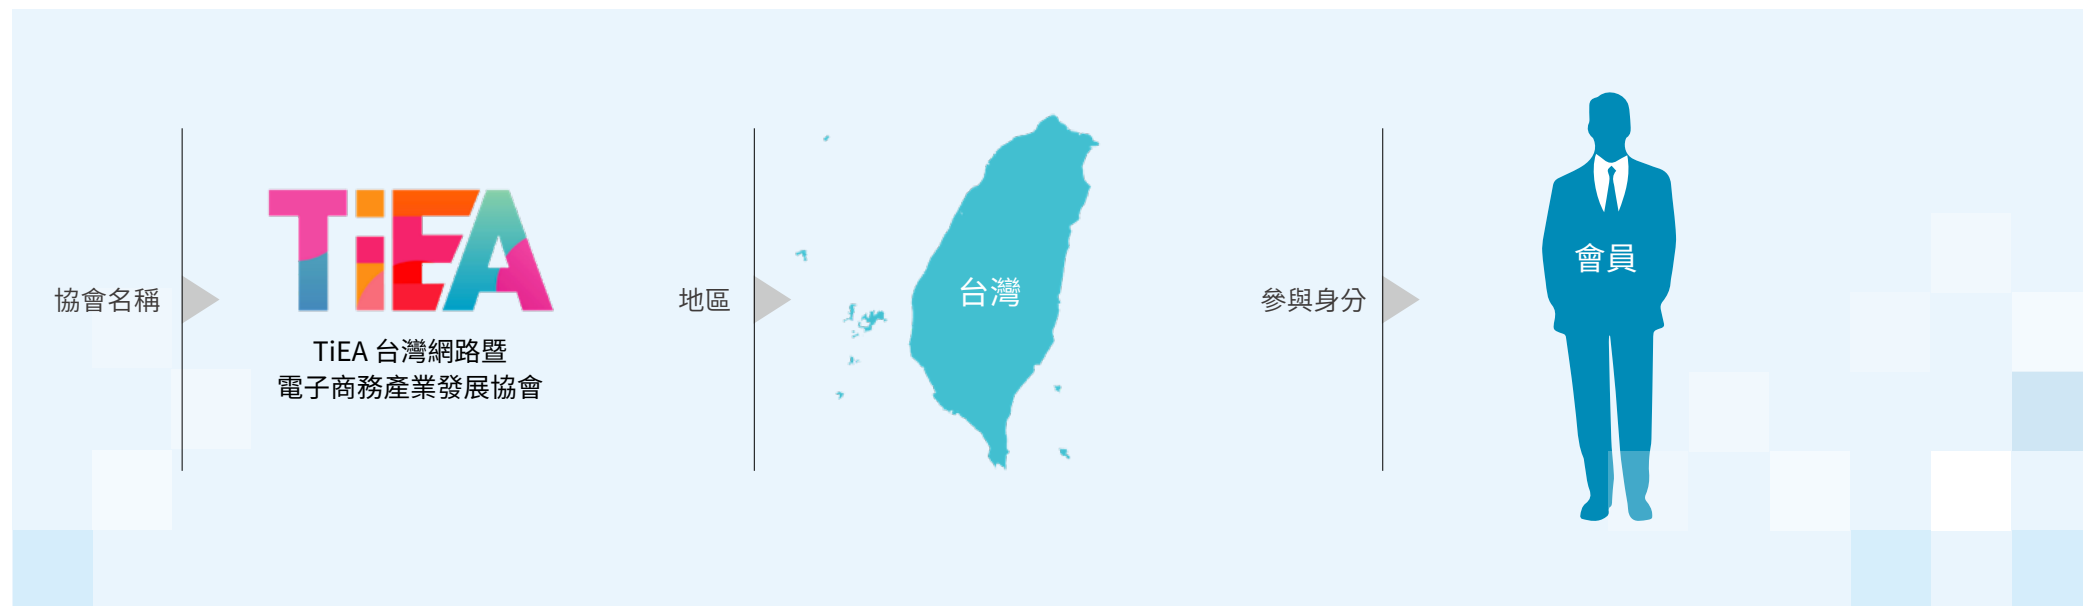 協會名稱
TiEA
TiEA 台灣網路暨
電子商務產業發展協會
地區
台灣
參與身分
會員